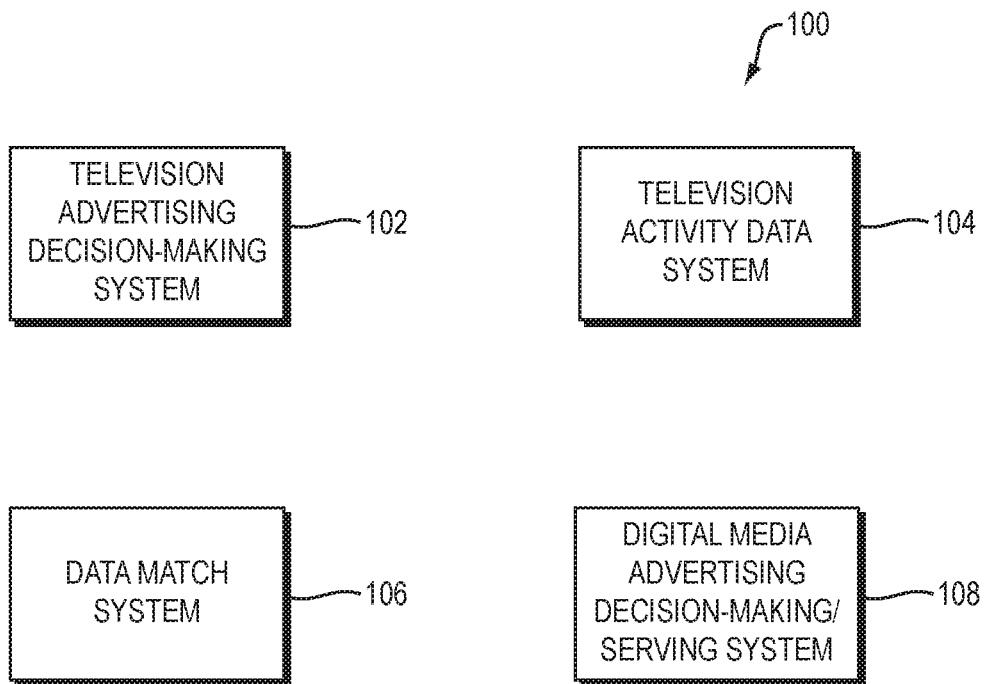 100
TELEVISION
ADVERTISING
DECISION-MAKING
SYSTEM
102
TELEVISION
ACTIVITY DATA
SYSTEM
104
DATA MATCH
SYSTEM
106
DIGITAL MEDIA
ADVERTISING
DECISION-MAKING/
SERVING SYSTEM
108